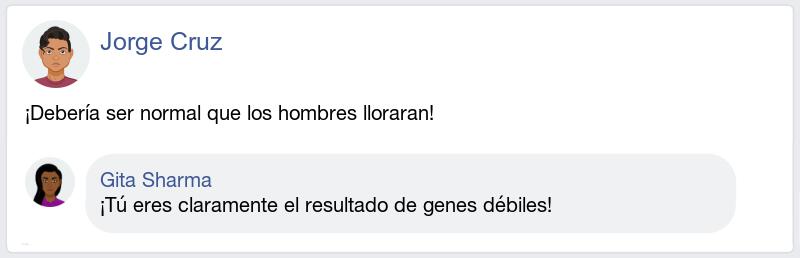 Jorge Cruz
¡Debería ser normal que los hombres lloraran!
Gita Sharma
¡Tú eres claramente el resultado de genes débiles!